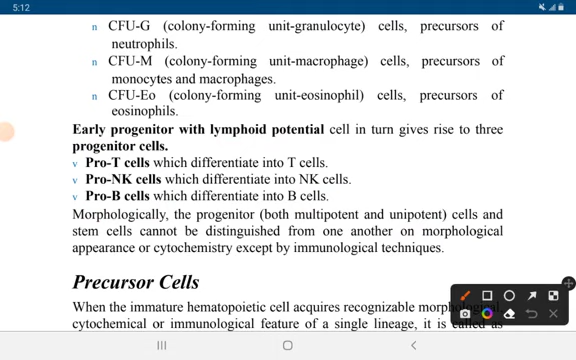 5:12
n CFU-G (colony-forming unit-granulocyte) cells, precursors of
neutrophils.
n CFU-M (colony-forming unit-macrophage) cells, precursors of
monocytes and macrophages.
n CFU-Eo (colony-forming unit-eosinophil) cells, precursors of
eosinophils.
Early progenitor with lymphoid potential cell in turn gives rise to three
progenitor cells.
v Pro-T cells which differentiate into T cells.
v Pro-NK cells which differentiate into NK cells.
v Pro-B cells which differentiate into B cells.
Morphologically, the progenitor (both multipotent and unipotent) cells and
stem cells cannot be distinguished from one another on morphological
appearance or cytochemistry except by immunological techniques.
Precursor Cells
When the immature hematopoietic cell acquires recognizable morphological,
cytochemical or immunological feature of a single lineage, it is called as